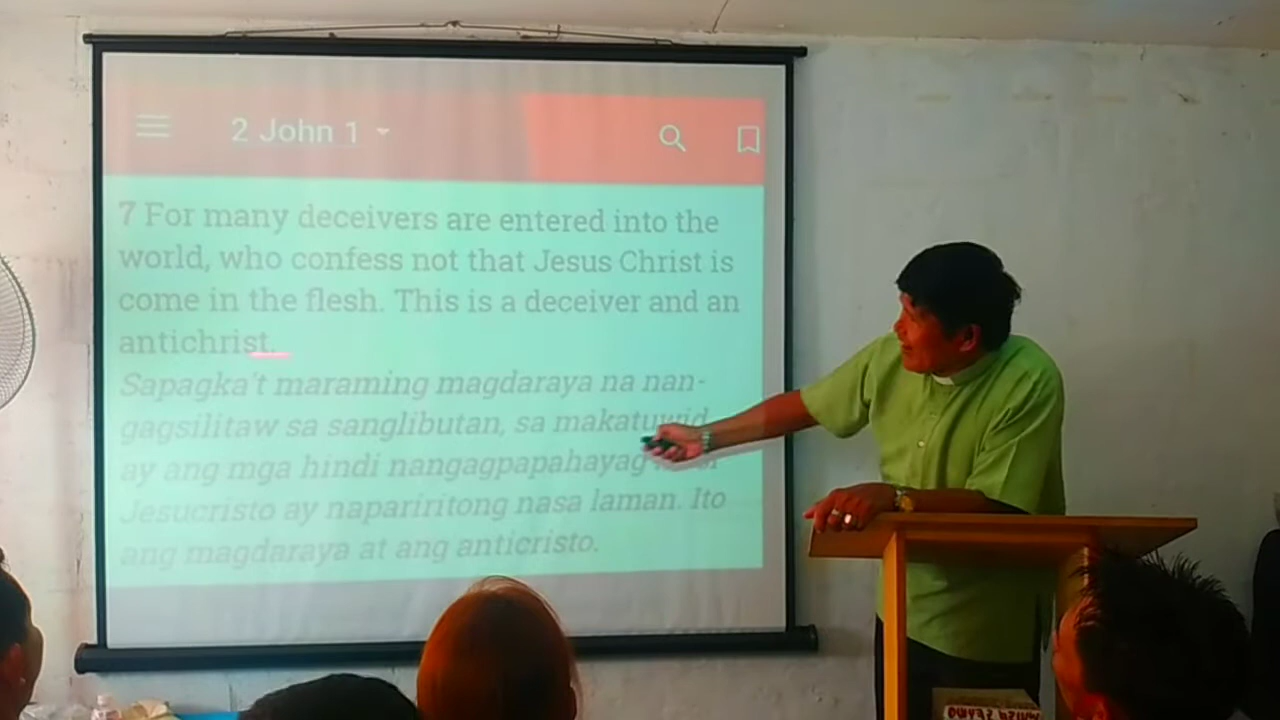 2 John 1
7 For many deceivers are entered into the
world, who confess not that Jesus Christ is
come in the flesh. This is a deceiver and an
antichrist.
Sapagka't maraming magdaraya na nan-
gagsilitaw sa sanglibutan, sa makatuwid
ay ang mga hindi nangagpapahayag
Jesucristo ay napariritong nasa laman. Ito
ang magdaraya at ang anticristo.